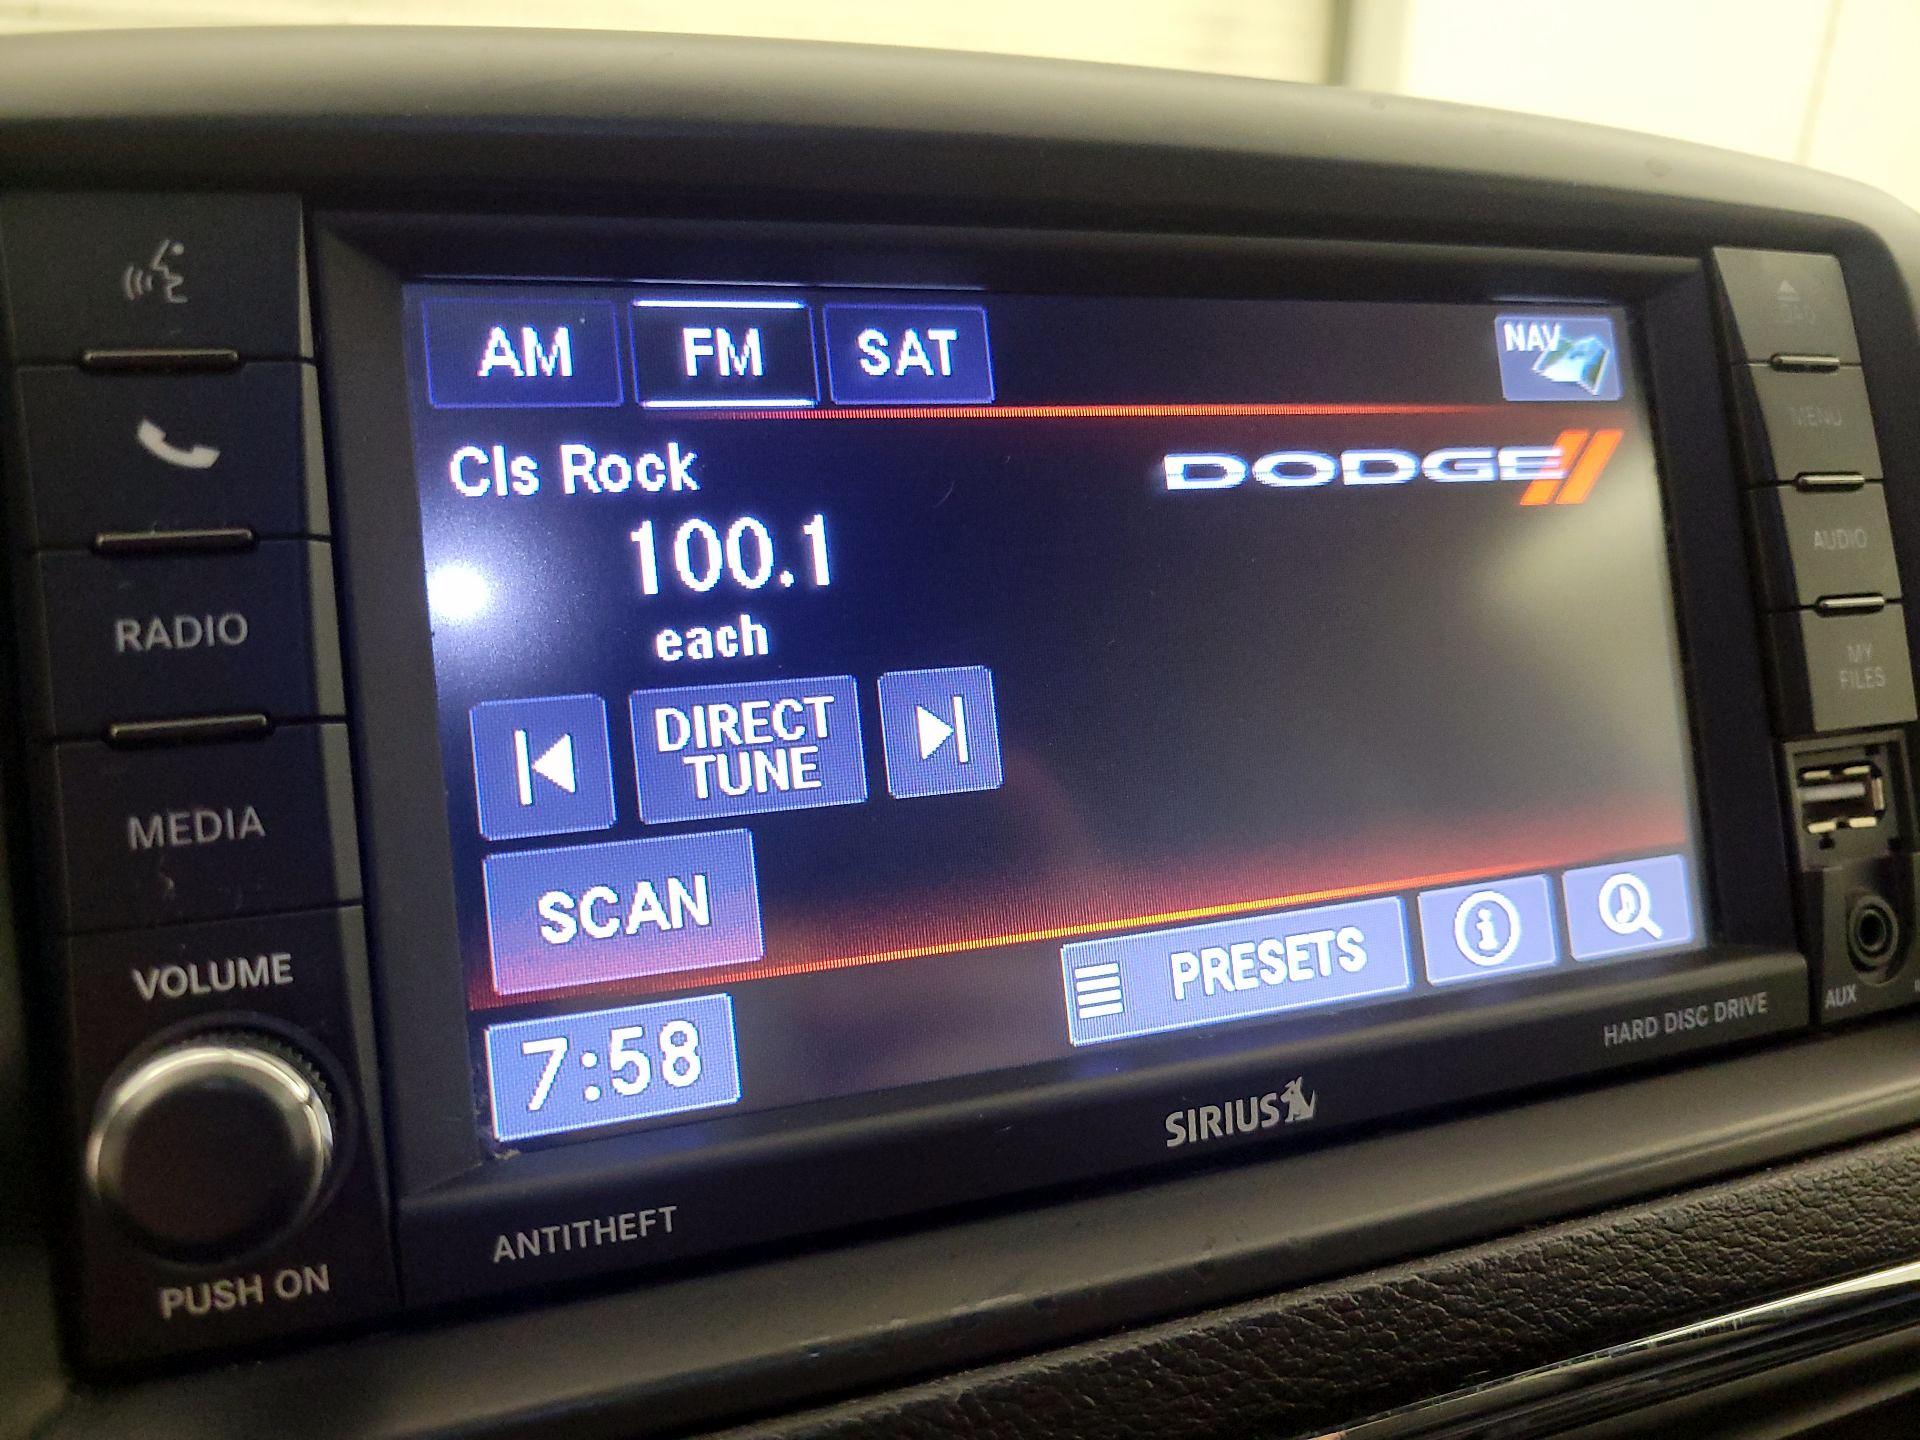 AM FM SAT NAV
Cls Rock
DODGE
100.1
each
DIRECT
TUNE
SCAN
PRESETS
7:58
RADIO
MEDIA
VOLUME
PUSH ON
ANTITHEFT
SIRIUS
HARD DISC DRIVE
LOAD
MENU
AUDIO
MY
FILES
AUX